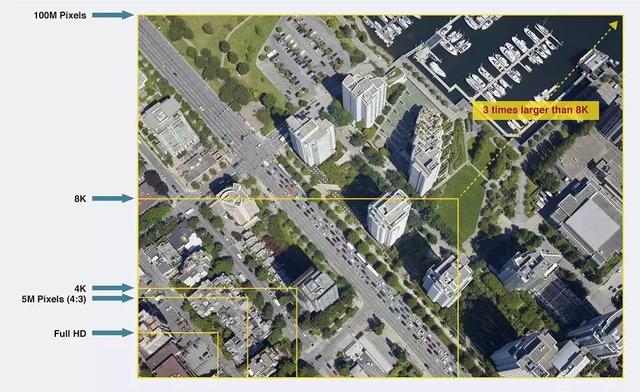 100M Pixels
3 times larger than 8K
8K
4K
5M Pixels (4:3)
Full HD